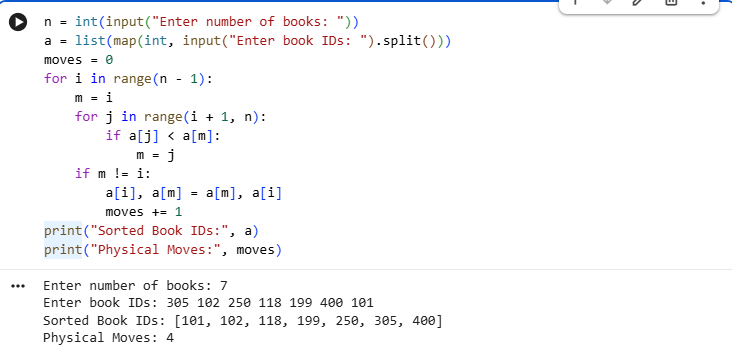 n = int(input("Enter number of books: "))
a = list(map(int, input("Enter book IDs: ").split()))
moves = 0
for i in range(n - 1):
    m = i
    for j in range(i + 1, n):
        if a[j] < a[m]:
            m = j
    if m != i:
        a[i], a[m] = a[m], a[i]
        moves += 1
print("Sorted Book IDs:", a)
print("Physical Moves:", moves)
Enter number of books: 7
Enter book IDs: 305 102 250 118 199 400 101
Sorted Book IDs: [101, 102, 118, 199, 250, 305, 400]
Physical Moves: 4